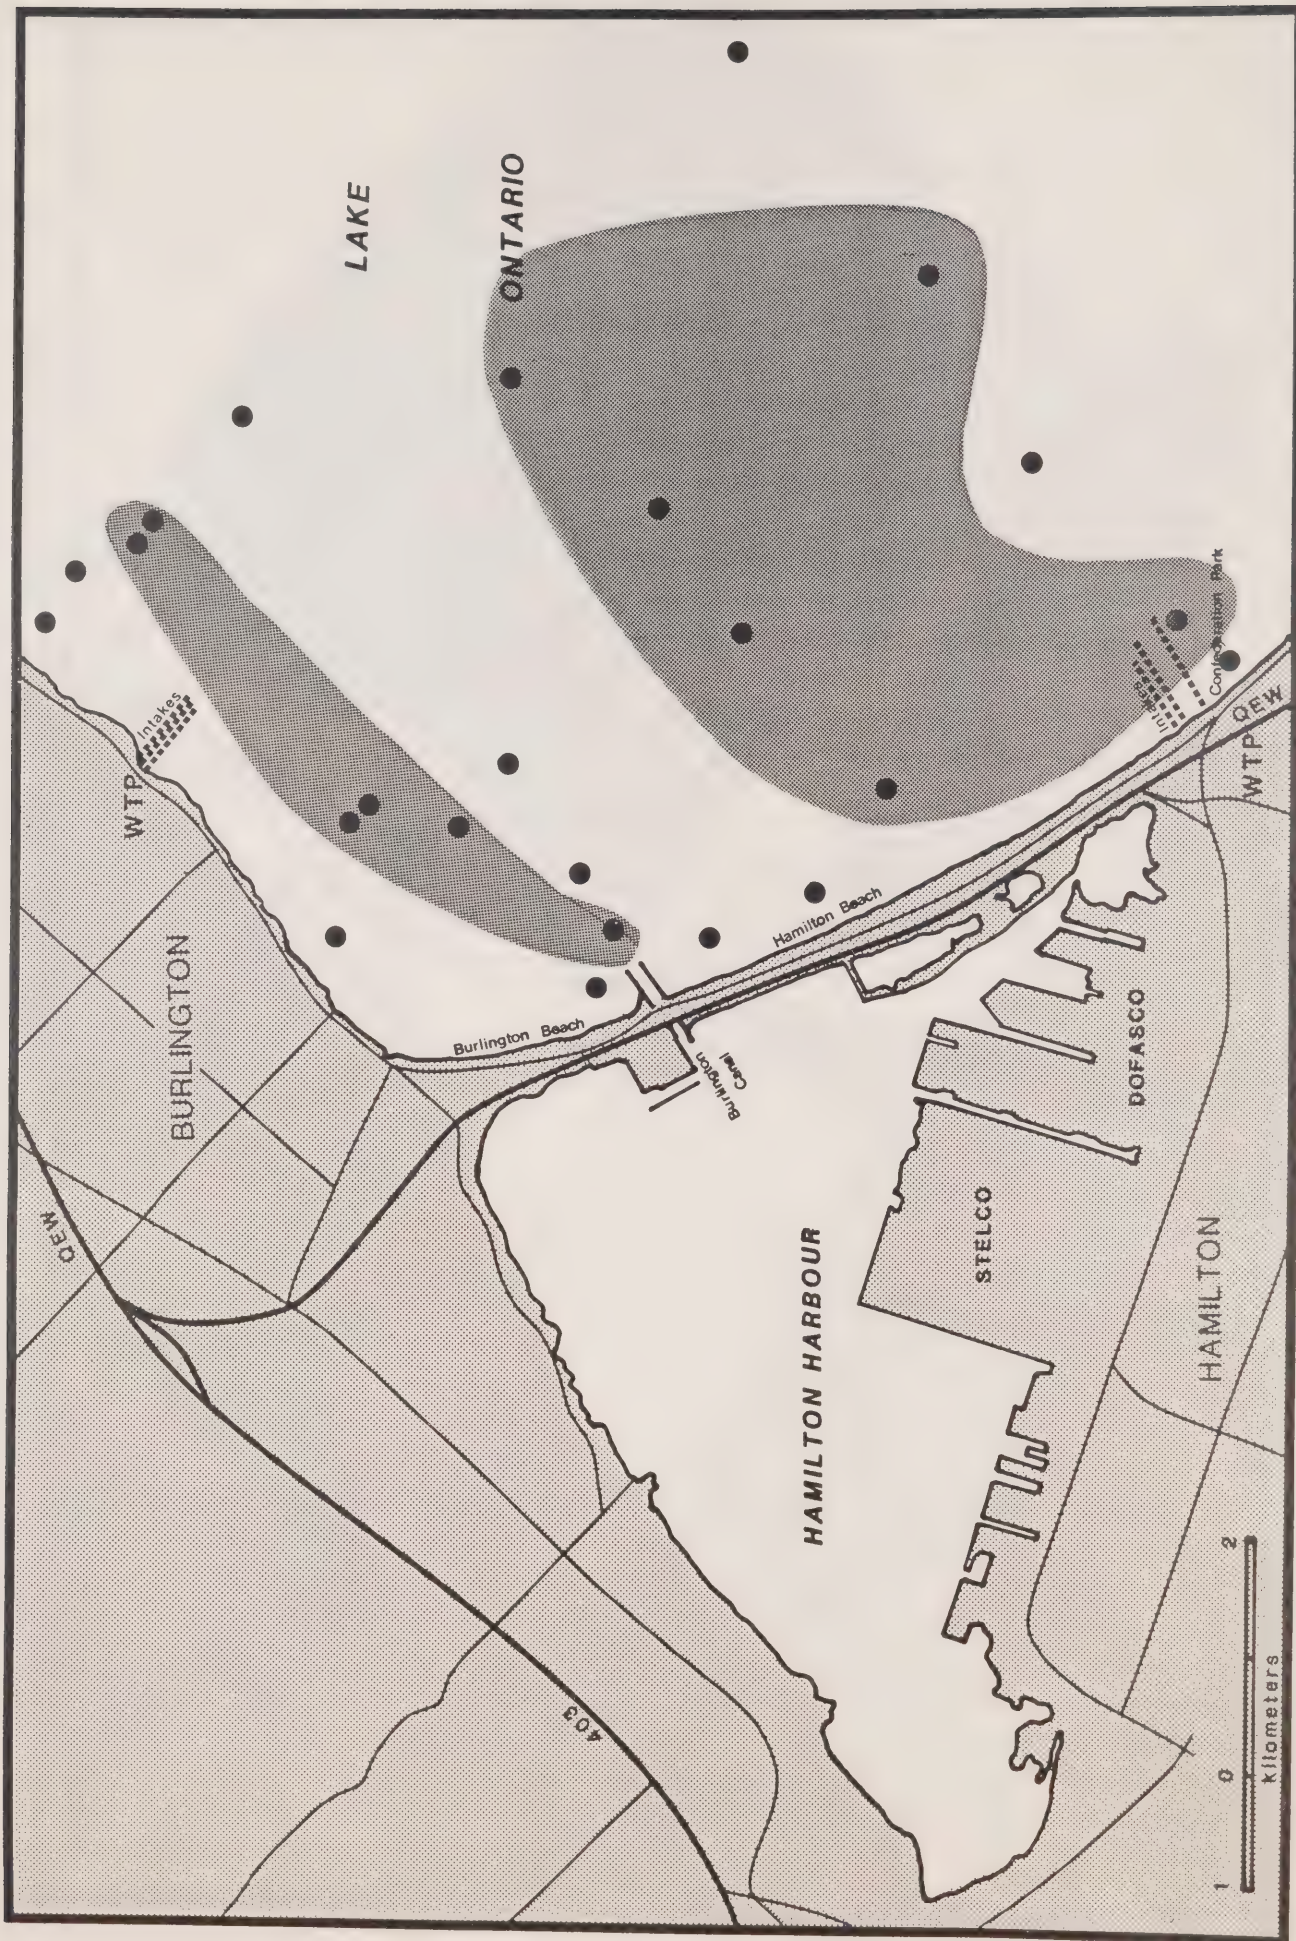 LAKE
ONTARIO
Intakes
WTP
BURLINGTON
QEW
Burlington Beach
Burlington
Canal
Hamilton Beach
Intakes
Confederation Park
QEW
WTP
DOFASCO
STELCO
HAMILTON HARBOUR
HAMILTON
403
1 0 2
kilometers